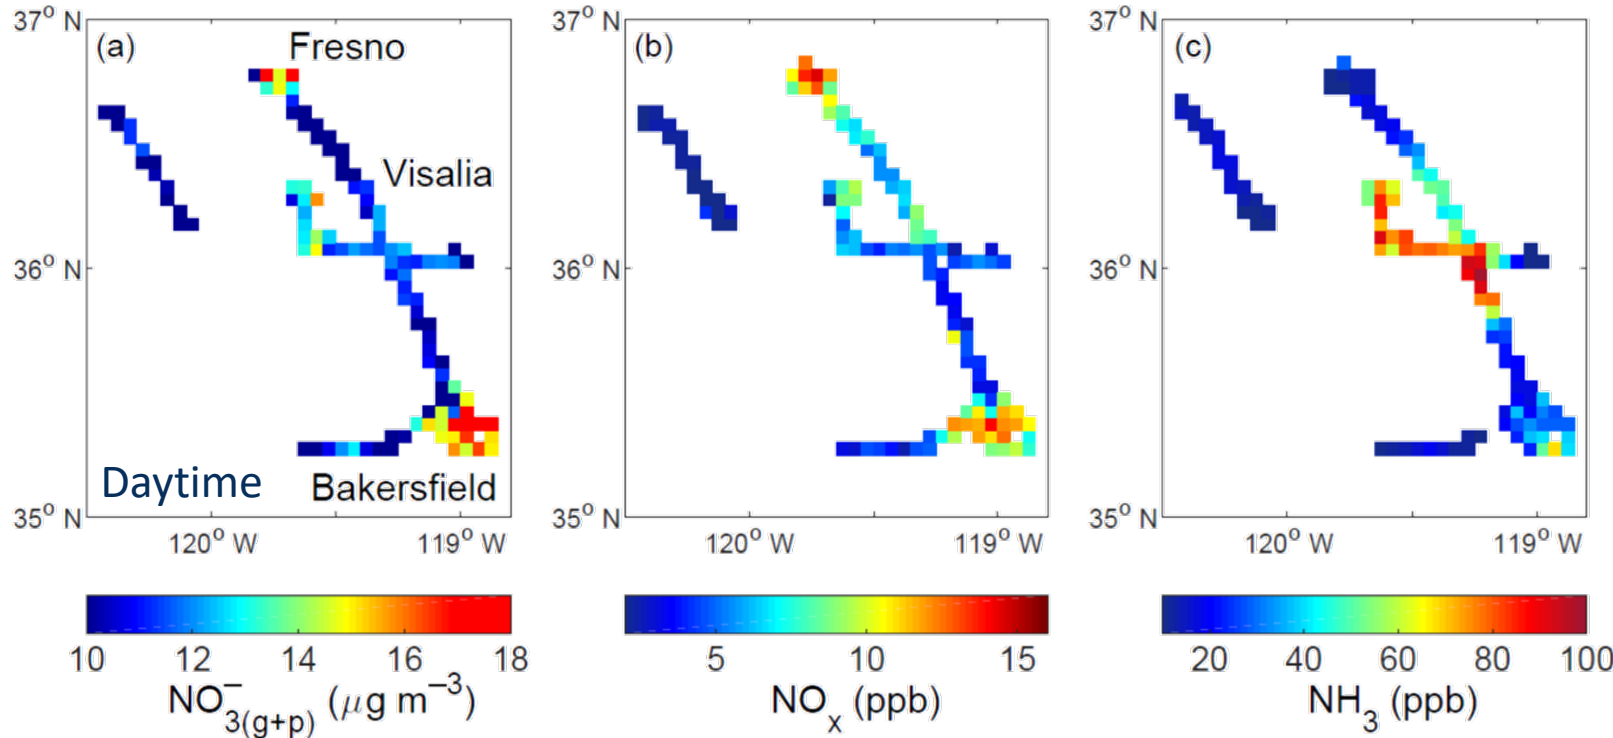 37° N
(a) Fresno
Visalia
36° N
Daytime
Bakersfield
35° N
120° W 119° W
10 12 14 16 18
NO₃₍g₊p₎⁻ (μg m⁻³)
37° N
(b)
36° N
35° N
120° W 119° W
5 10 15
NOₓ (ppb)
37° N
(c)
36° N
35° N
120° W 119° W
20 40 60 80 100
NH₃ (ppb)